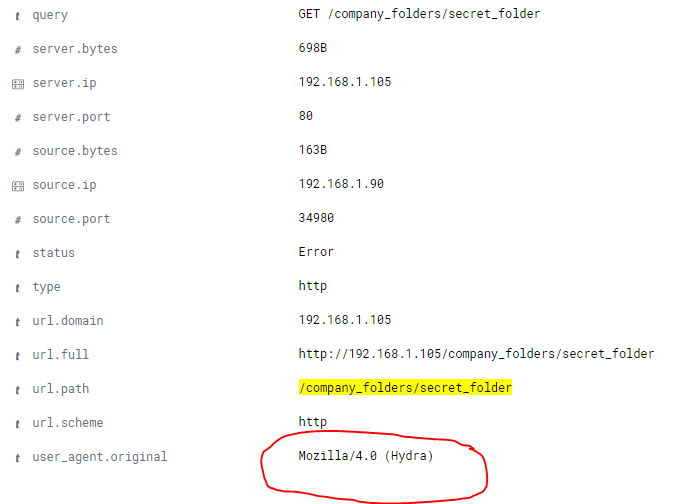 t query GET /company_folders/secret_folder
# server.bytes 698B
server.ip 192.168.1.105
# server.port 80
# source.bytes 163B
source.ip 192.168.1.90
# source.port 34980
t status Error
t type http
t url.domain 192.168.1.105
t url.full http://192.168.1.105/company_folders/secret_folder
t url.path /company_folders/secret_folder
t url.scheme http
t user_agent.original Mozilla/4.0 (Hydra)